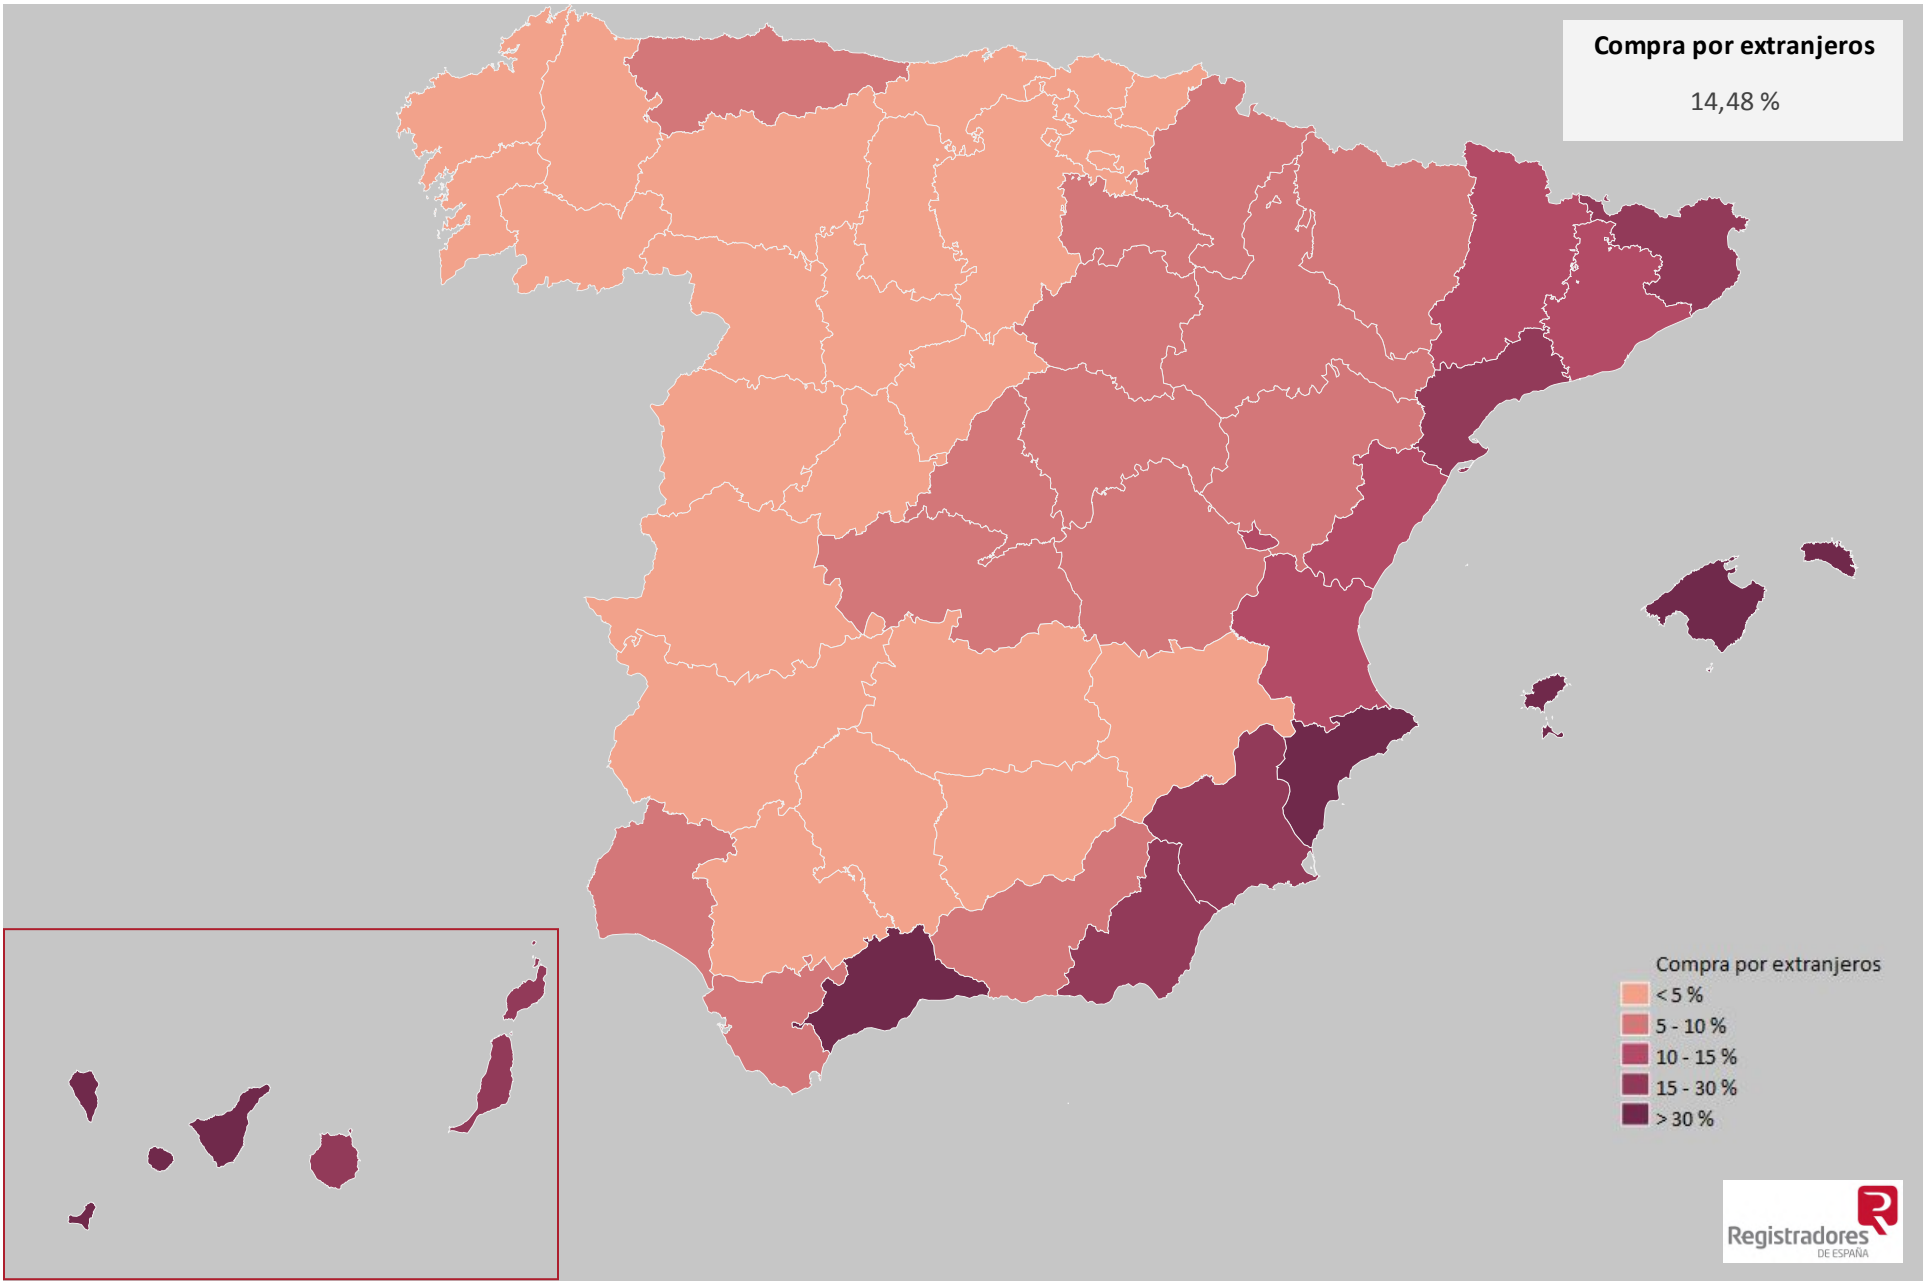 Compra por extranjeros
14,48 %
Compra por extranjeros
< 5 %
5 - 10 %
10 - 15 %
15 - 30 %
> 30 %
Registradores
DE ESPAÑA